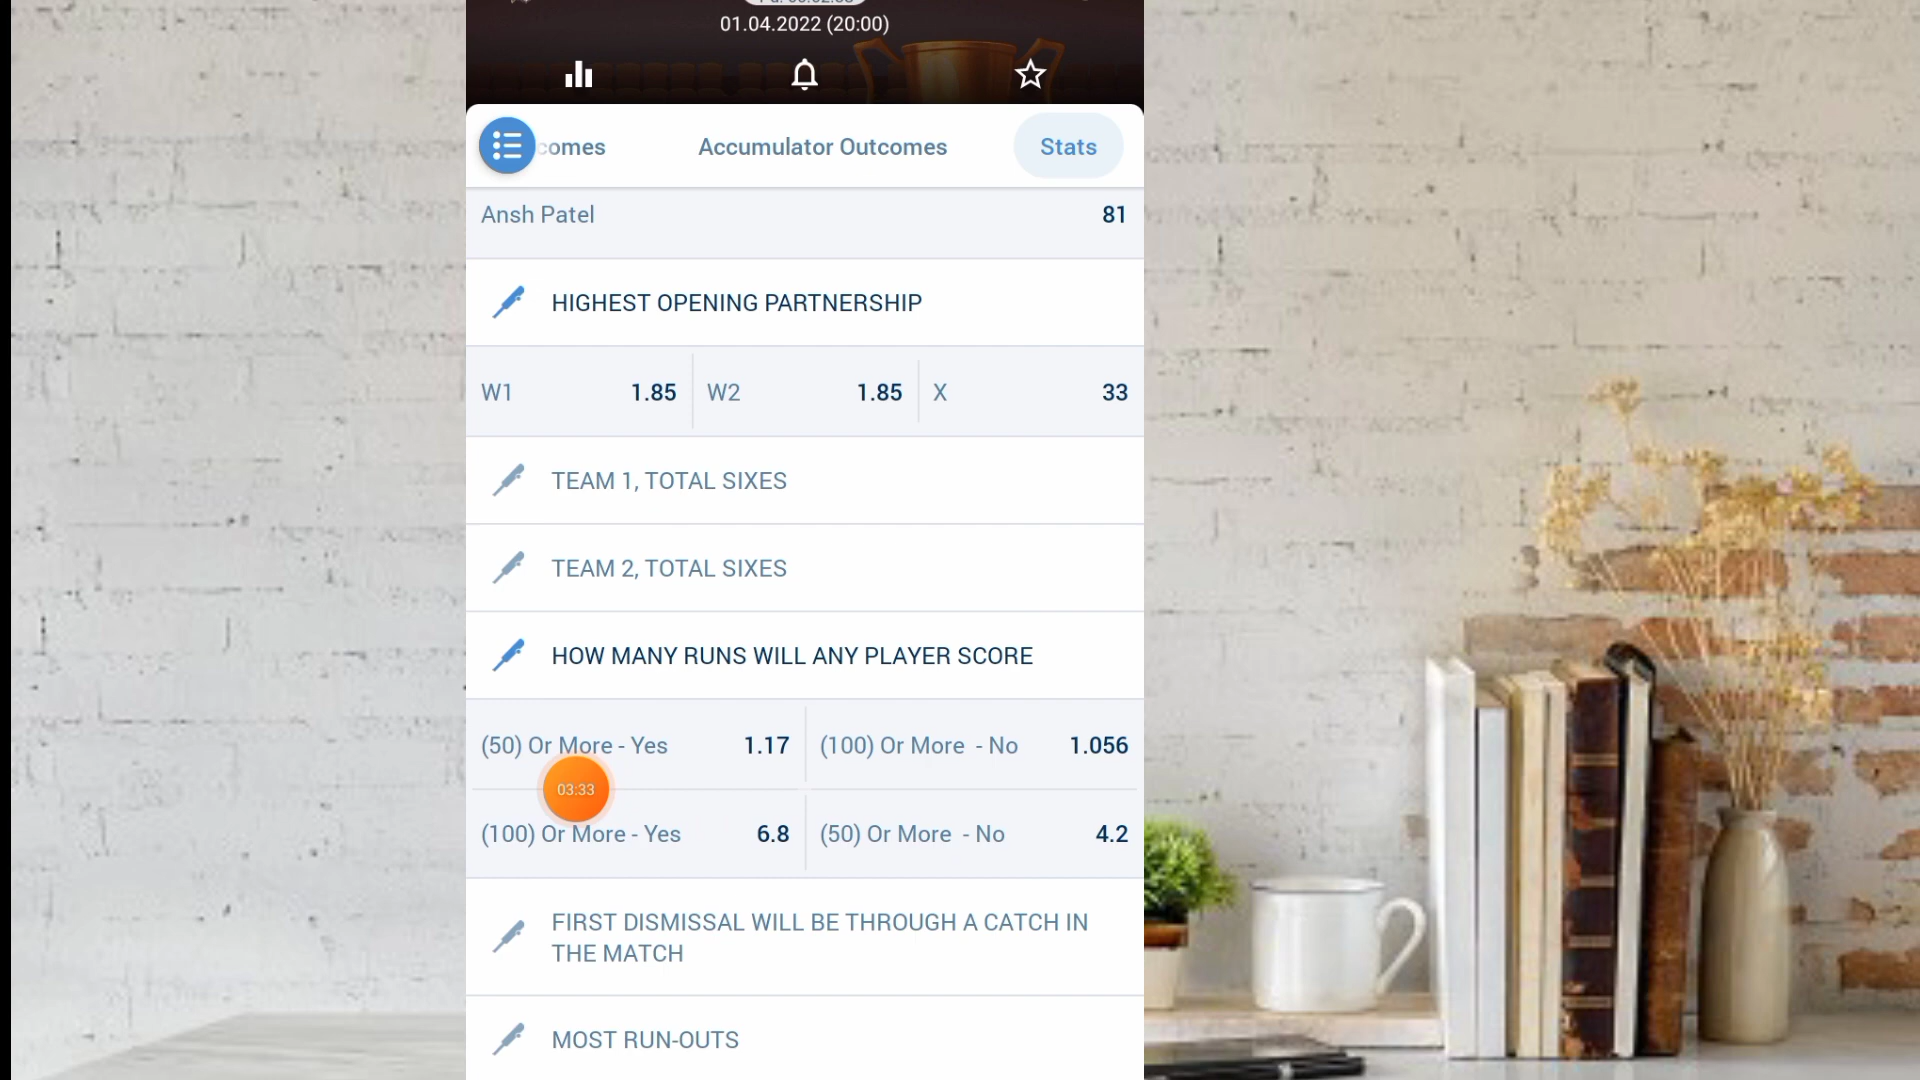 01.04.2022 (20:00)
comes
Accumulator Outcomes
Stats
Ansh Patel 81
HIGHEST OPENING PARTNERSHIP
W1 1.85 W2 1.85 X 33
TEAM 1, TOTAL SIXES
TEAM 2, TOTAL SIXES
HOW MANY RUNS WILL ANY PLAYER SCORE
(50) Or More - Yes 1.17 (100) Or More - No 1.056
03:33
(100) Or More - Yes 6.8 (50) Or More - No 4.2
FIRST DISMISSAL WILL BE THROUGH A CATCH IN
THE MATCH
MOST RUN-OUTS